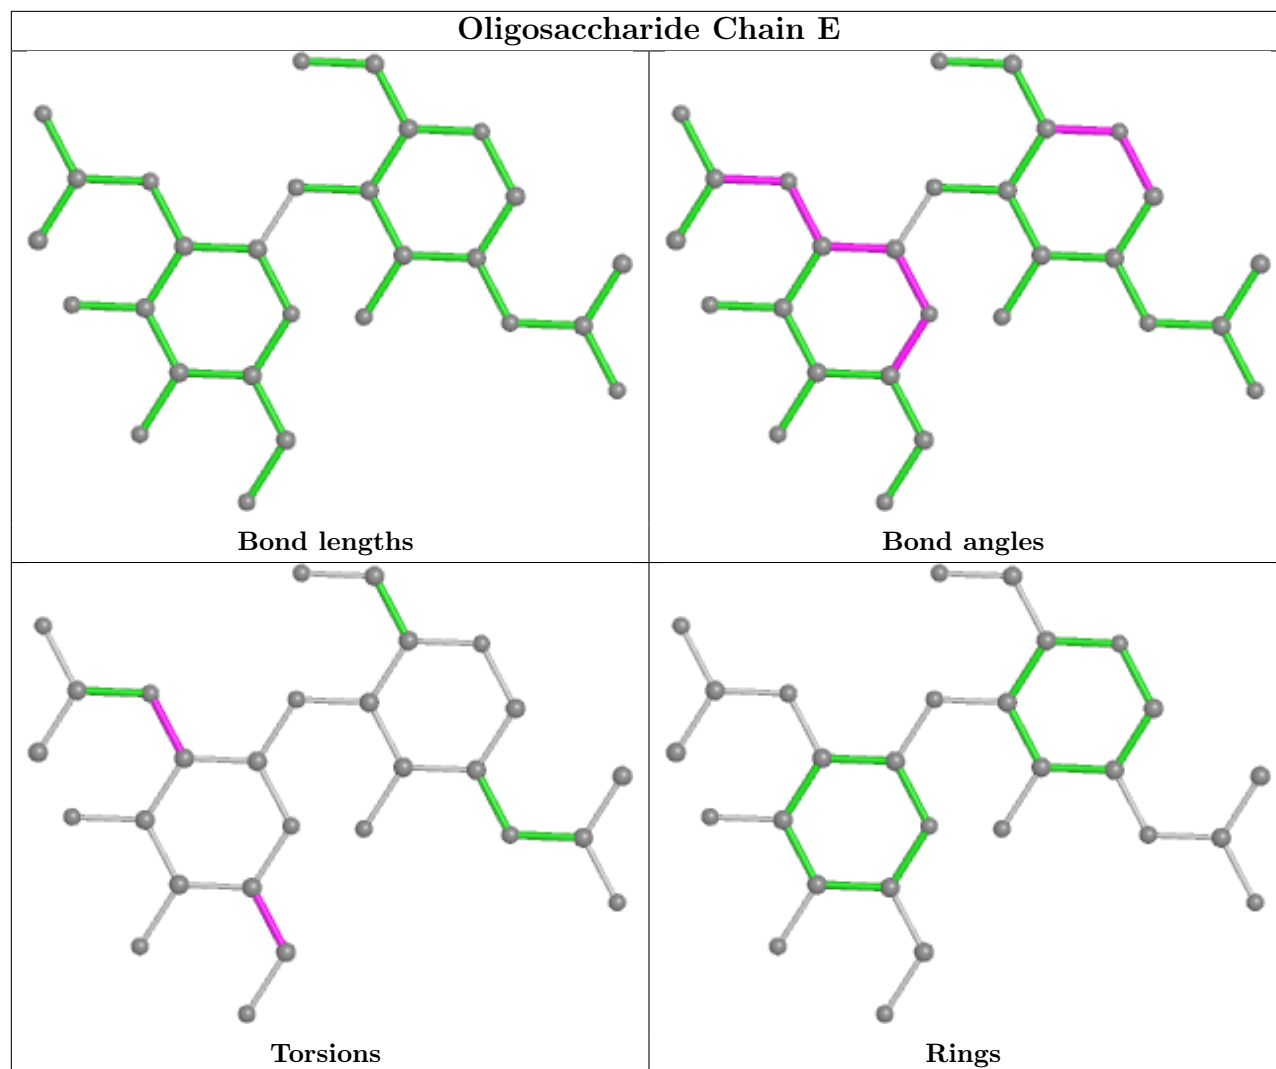 Oligosaccharide Chain E
Bond lengths
Bond angles
Torsions
Rings